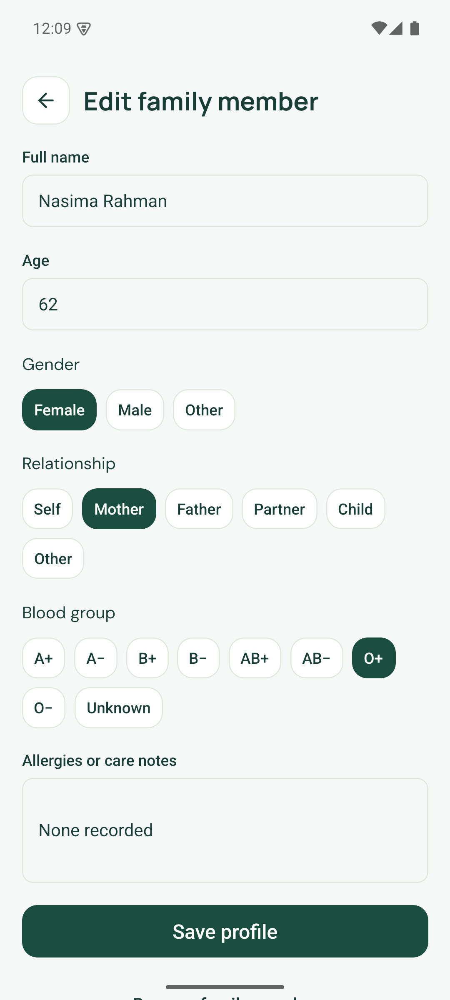 12:09
Edit family member
Full name
Nasima Rahman
Age
62
Gender
Female Male Other
Relationship
Self Mother Father Partner Child
Other
Blood group
A+ A− B+ B− AB+ AB− O+
O− Unknown
Allergies or care notes
None recorded
Save profile